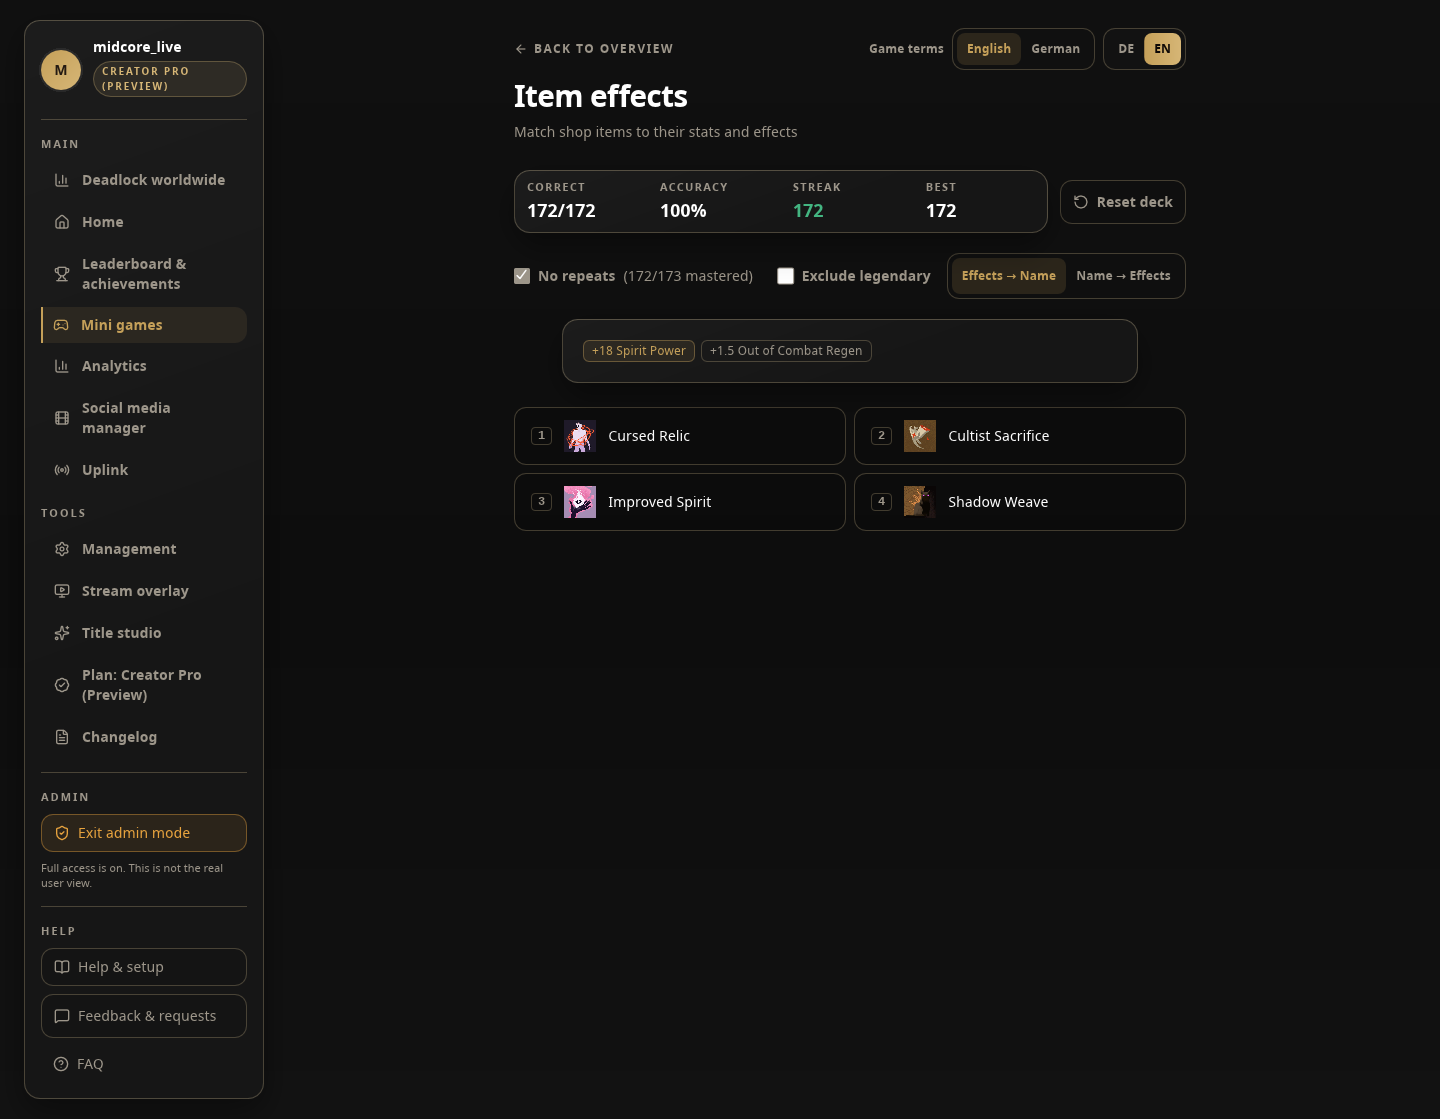 M
midcore_live
CREATOR PRO
(PREVIEW)
MAIN
Deadlock worldwide
Home
Leaderboard &
achievements
Mini games
Analytics
Social media
manager
Uplink
TOOLS
Management
Stream overlay
Title studio
Plan: Creator Pro
(Preview)
Changelog
ADMIN
Exit admin mode
Full access is on. This is not the real
user view.
HELP
Help & setup
Feedback & requests
FAQ
← BACK TO OVERVIEW
Game terms English German DE EN
Item effects
Match shop items to their stats and effects
CORRECT ACCURACY STREAK BEST
172/172 100% 172 172
Reset deck
No repeats (172/173 mastered) Exclude legendary Effects → Name Name → Effects
+18 Spirit Power +1.5 Out of Combat Regen
1 Cursed Relic
2 Cultist Sacrifice
3 Improved Spirit
4 Shadow Weave